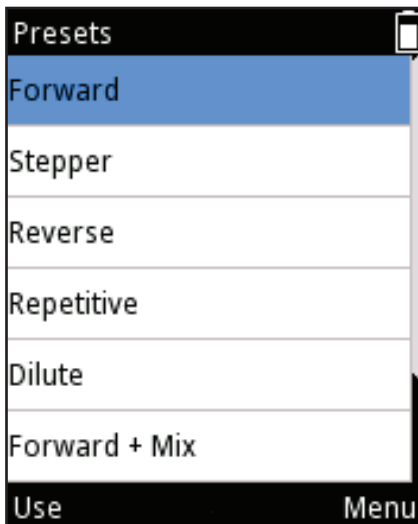 Presets
Forward
Stepper
Reverse
Repetitive
Dilute
Forward + Mix
Use Menu